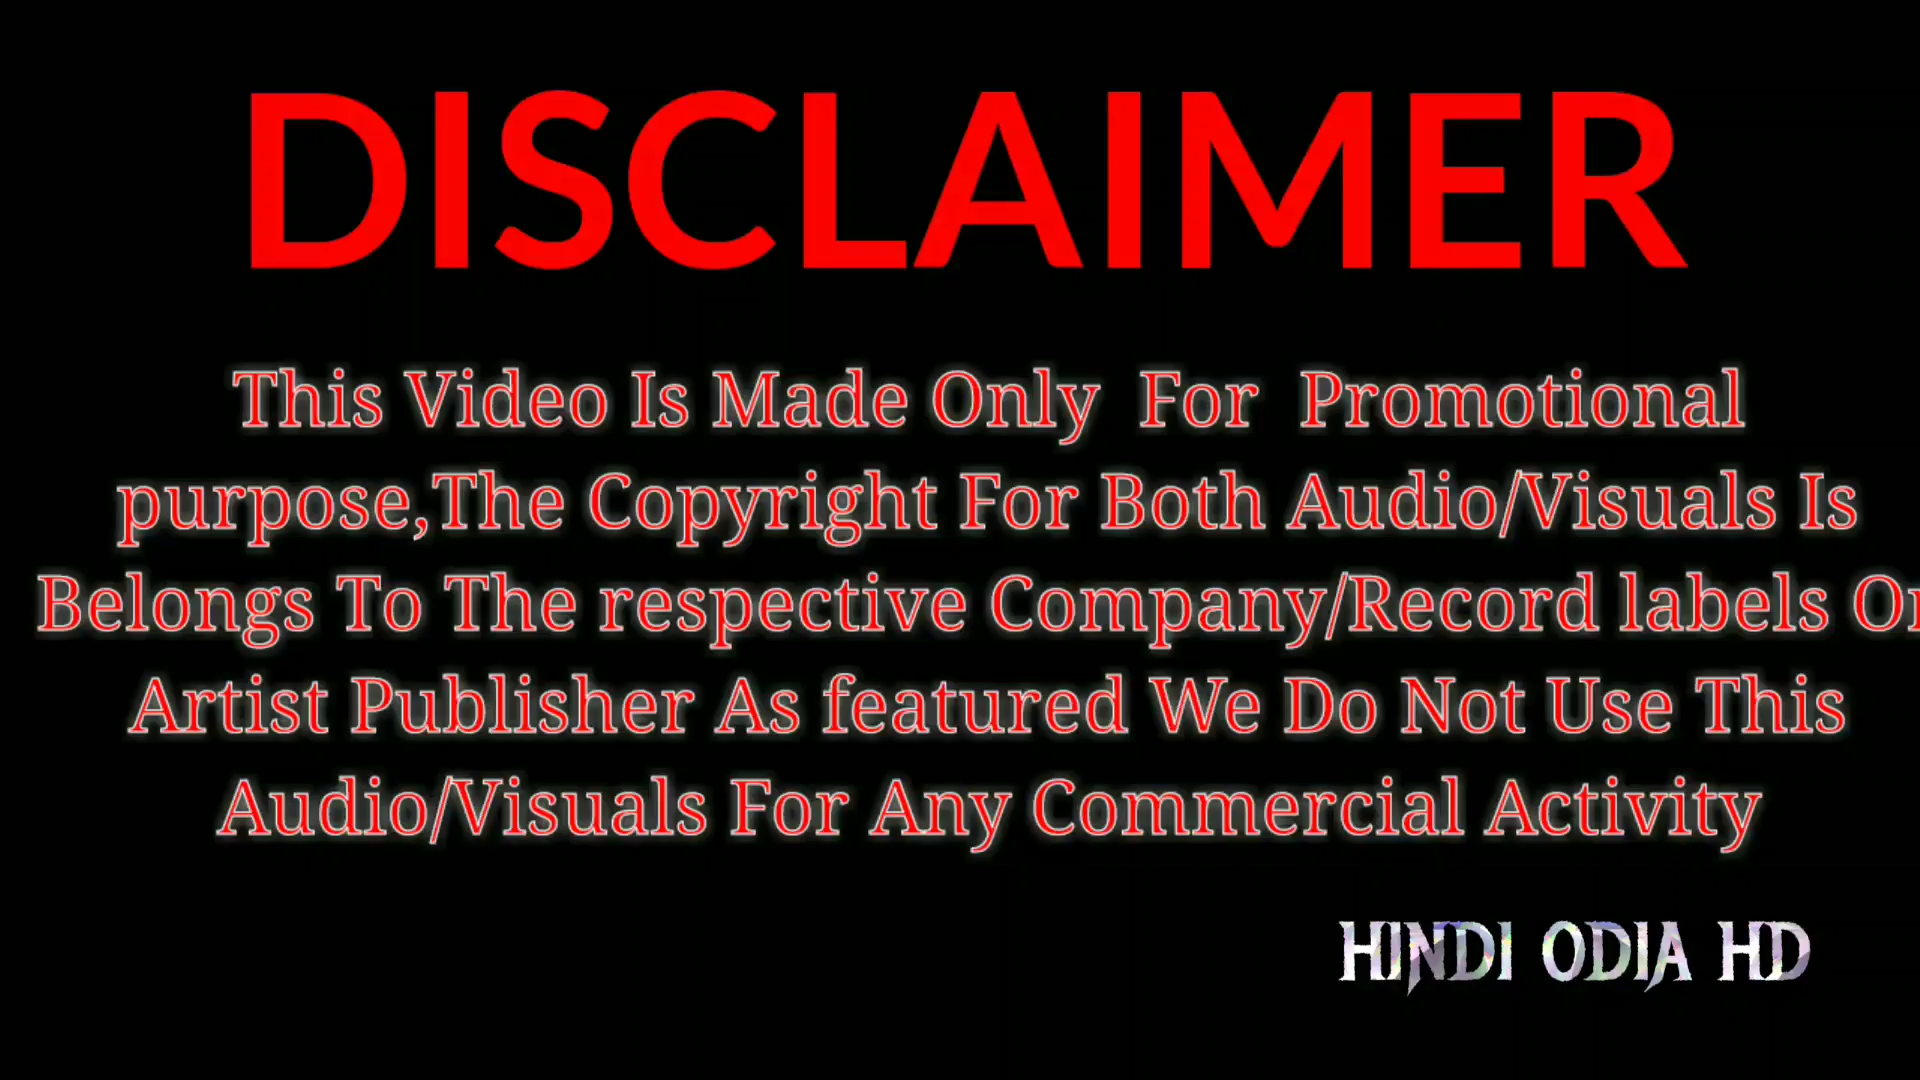 DISCLAIMER
This Video Is Made Only For Promotional
purpose,The Copyright For Both Audio/Visuals Is
Belongs To The respective Company/Record labels Or
Artist Publisher As featured We Do Not Use This
Audio/Visuals For Any Commercial Activity
HINDI ODIA HD